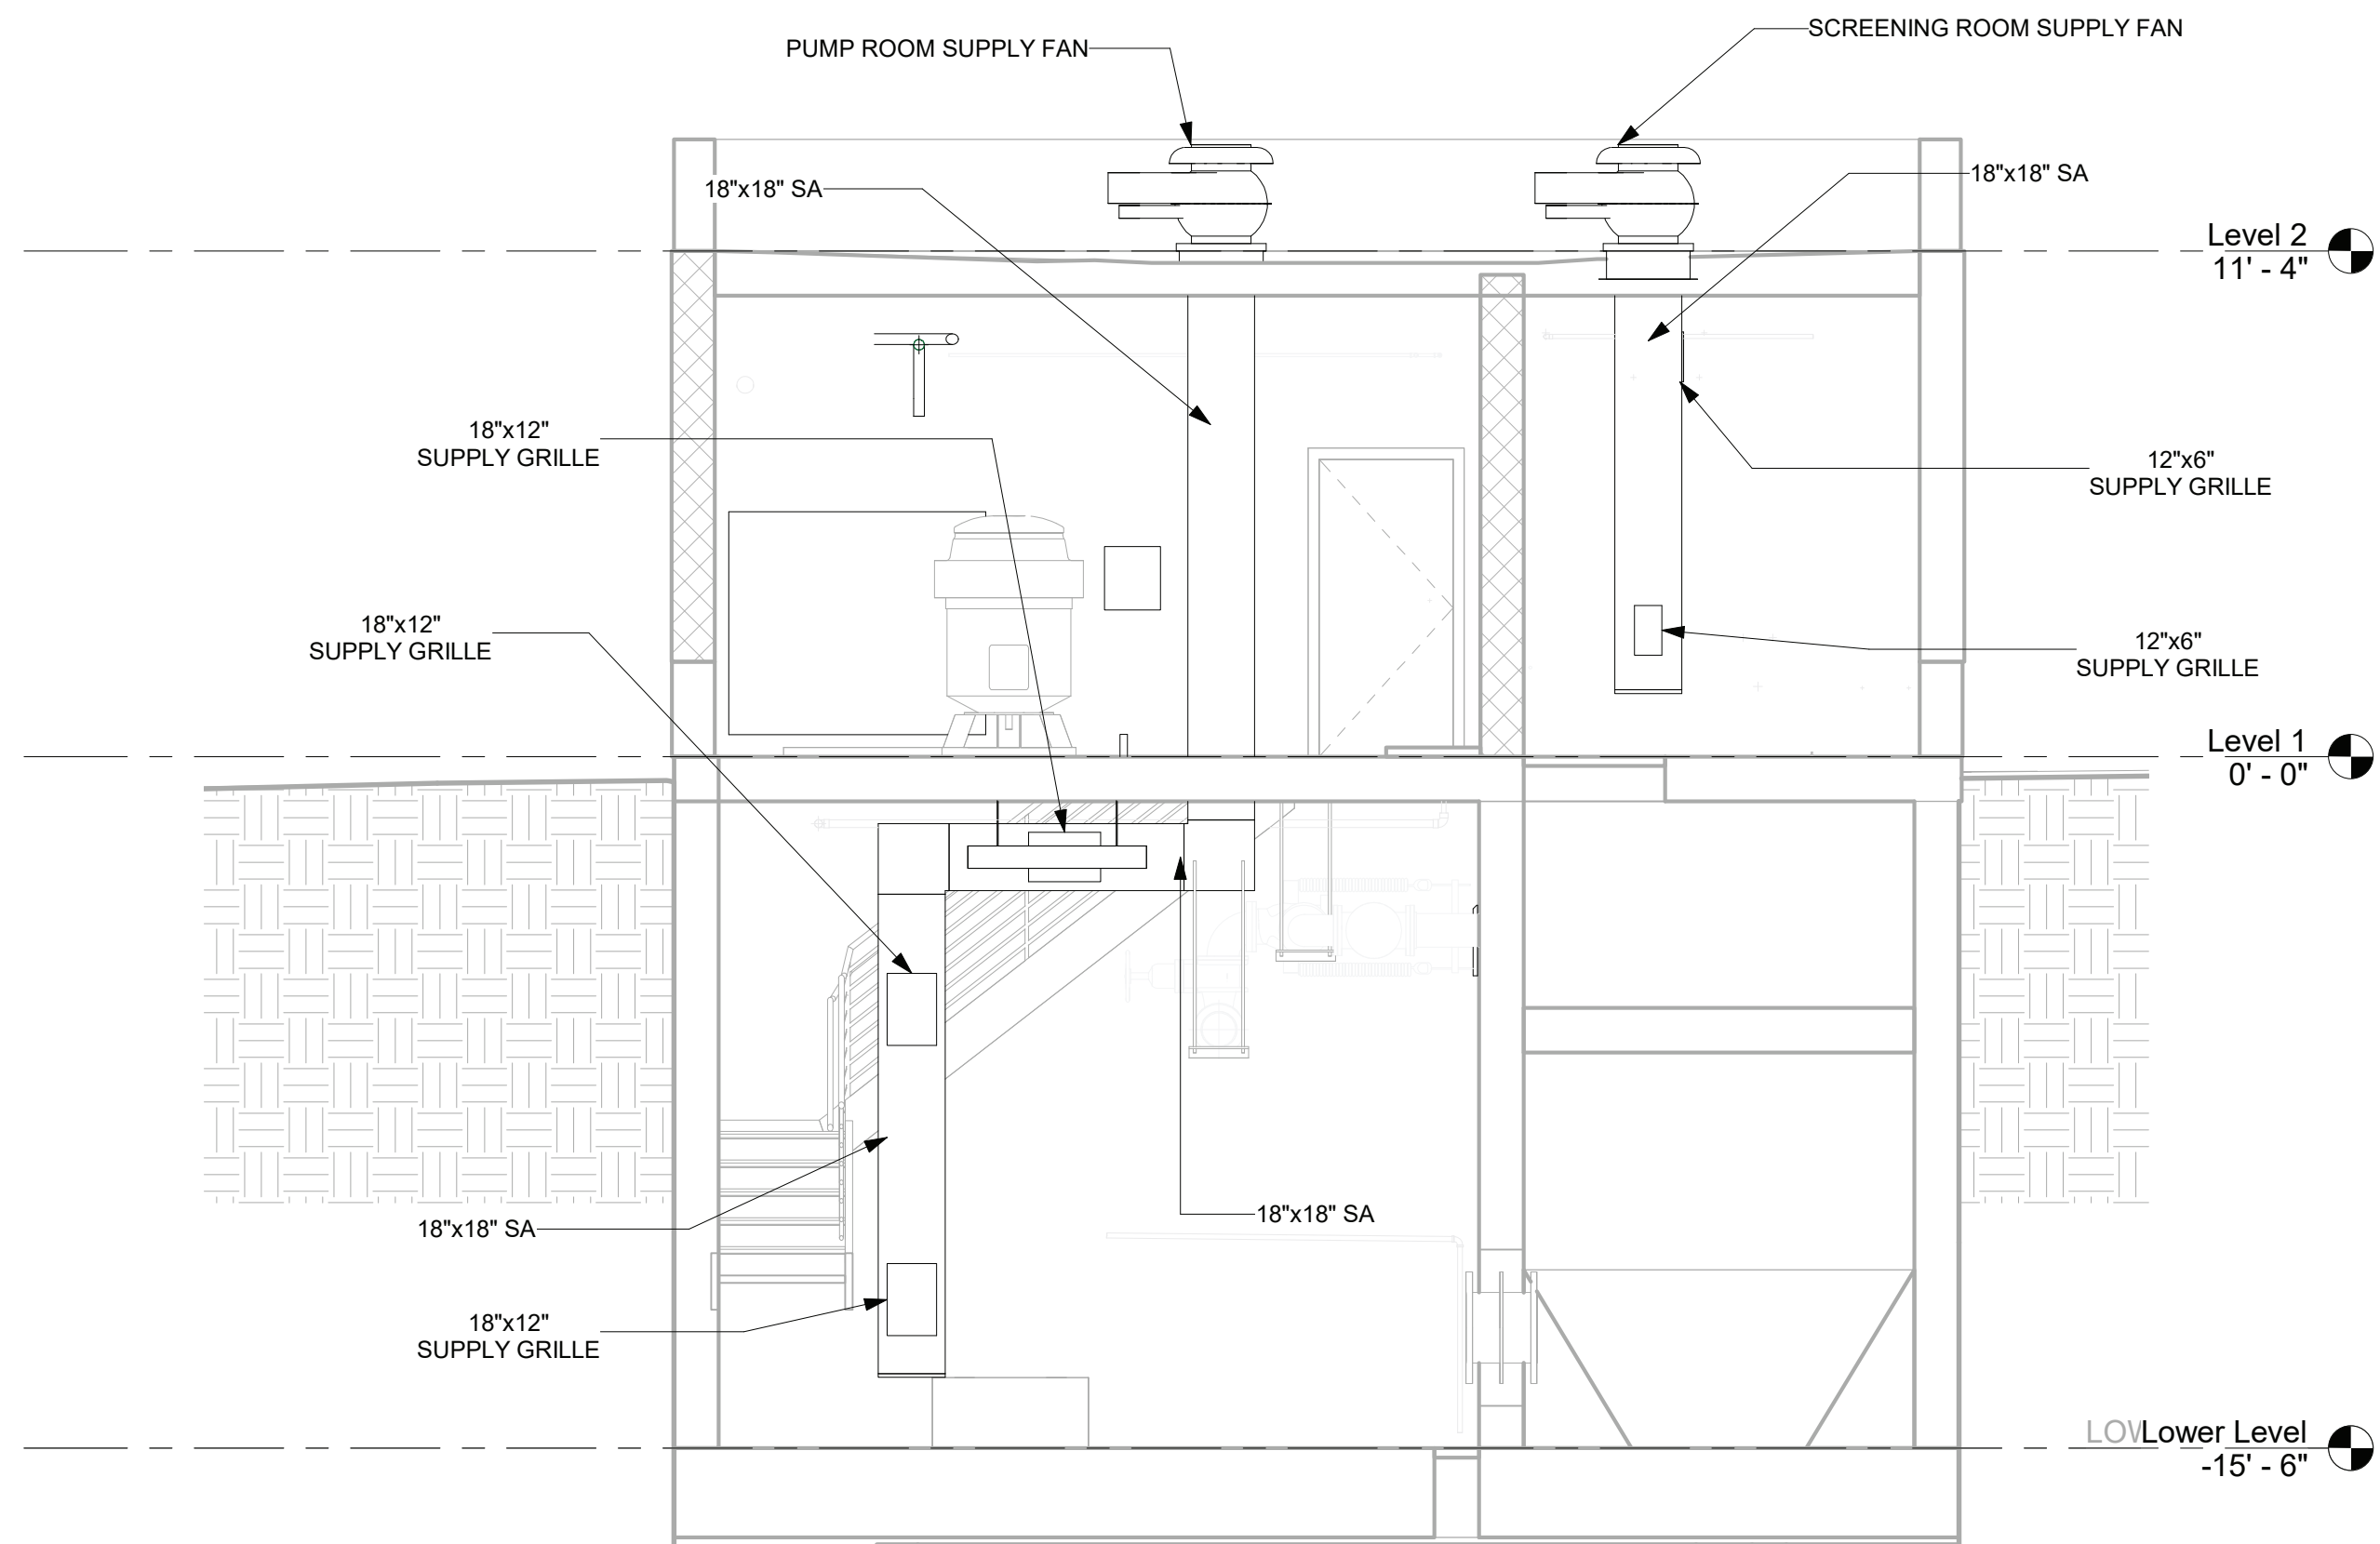 SCREENING ROOM SUPPLY FAN
PUMP ROOM SUPPLY FAN
18"x18" SA
18"x18" SA
Level 2
11' - 4"
18"x12"
SUPPLY GRILLE
12"x6"
SUPPLY GRILLE
18"x12"
SUPPLY GRILLE
12"x6"
SUPPLY GRILLE
Level 1
0' - 0"
18"x18" SA
18"x18" SA
18"x12"
SUPPLY GRILLE
LOW
Lower Level
-15' - 6"